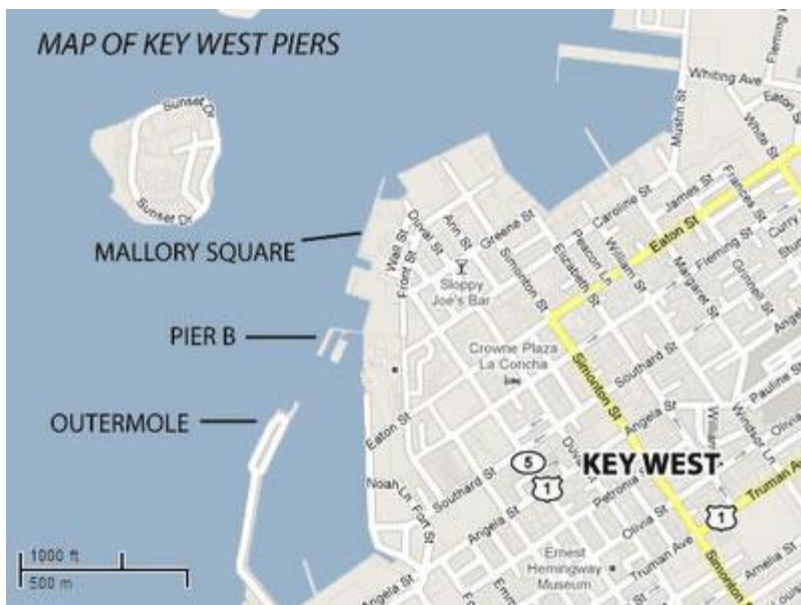 MAP OF KEY WEST PIERS
Sunset Dr
Sunset Dr
MALLORY SQUARE
PIER B
OUTERMOLE
Whiting Ave
Fleming
Eaton St
White St
Mustin St
Caroline St
James St
Frances St
Eaton St
Fleming St
Curry
Grinnell St
Margaret St
William St
Peacon Ln
Elizabeth St
Greene St
Simonton St
Ann St
Duval St
Wall St
Front St
Sloppy
Joe's Bar
Crowne Plaza
La Concha
Southard St
Simonton St
Angela St
Pauline St
Olivia
Windsor Ln
KEY WEST
Truman Ave
5
1
1
Eaton St
Southard St
Noah Ln
Fort St
Angela St
Petronia
Olivia St
Truman Ave
Simonton St
Amelia St
Louis
Ernest
Hemingway
Museum
Angela St
1000 ft
500 m